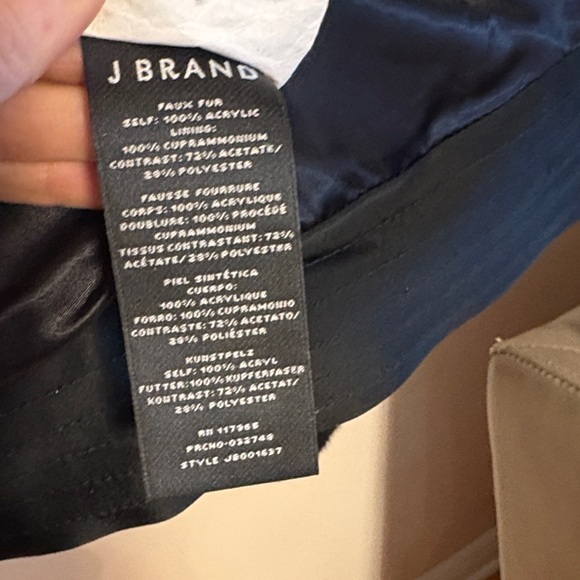 J BRAND
FAUX FUR
SELF: 100% ACRYLIC
LINING:
100% CUPRAMMONIUM
CONTRAST: 72% ACETATE/
28% POLYESTER
FAUSSE FOURRURE
CORPS: 100% ACRYLIQUE
DOUBLURE: 100% PROCÉDÉ
CUPRAMMONIUM
TISSUS CONTRASTANT: 72%
ACÉTATE/28% POLYESTER
PIEL SINTÉTICA
CUERPO:
100% ACRYLIQUE
FORRO: 100% CUPRAMONIO
CONTRASTE: 72% ACETATO/
28% POLIÉSTER
KUNSTPELZ
SELF: 100% ACRYL
FUTTER: 100% KUPFERFASER
KONTRAST: 72% ACETAT/
28% POLYESTER
RN 117965
PRCHO-032748
STYLE JB001637